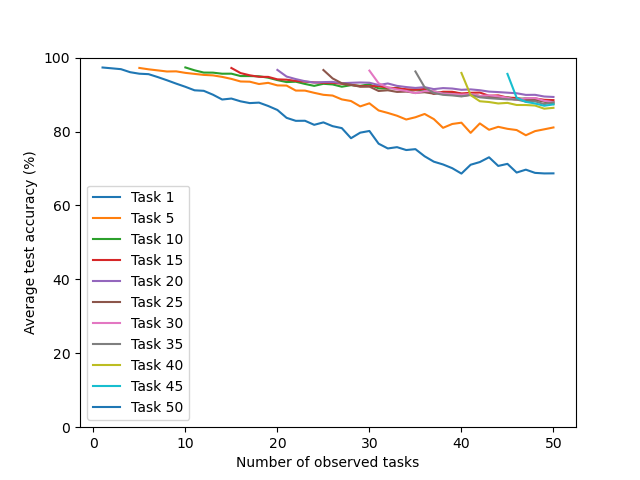 100
80
60
40
20
0
Average test accuracy (%)
Task 1
Task 5
Task 10
Task 15
Task 20
Task 25
Task 30
Task 35
Task 40
Task 45
Task 50
0 10 20 30 40 50
Number of observed tasks